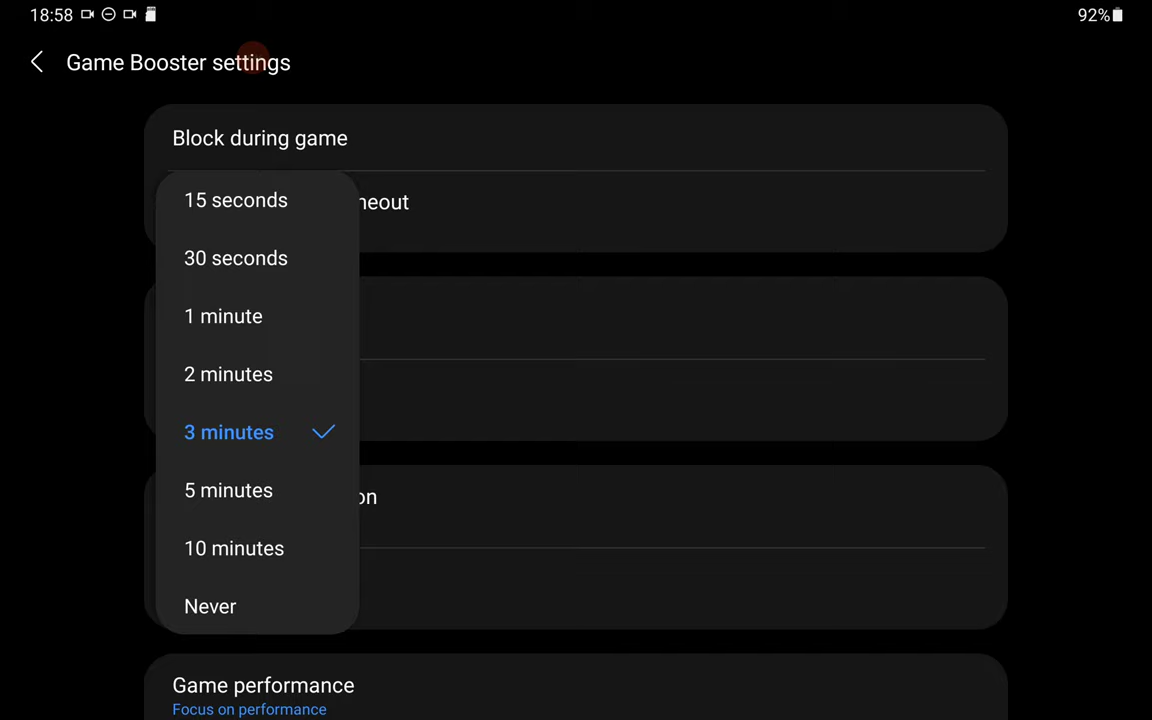 18:58
92%
Game Booster settings
Block during game
15 seconds
neout
30 seconds
1 minute
2 minutes
3 minutes
5 minutes
on
10 minutes
Never
Game performance
Focus on performance